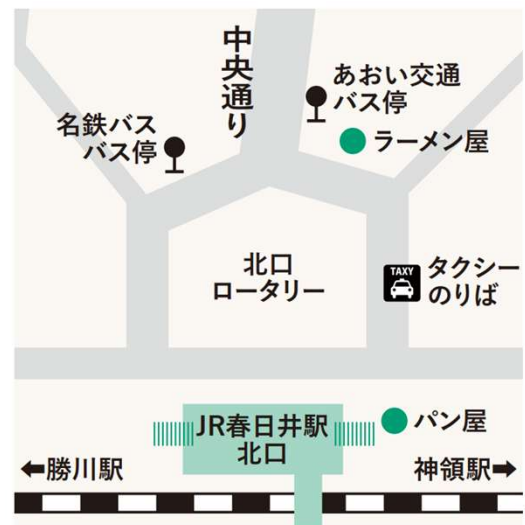 中央通り
あおい交通
バス停
名鉄バス
バス停
ラーメン屋
北口
ロータリー
TAXY
タクシー
のりば
JR春日井駅
北口
パン屋
←勝川駅
神領駅→